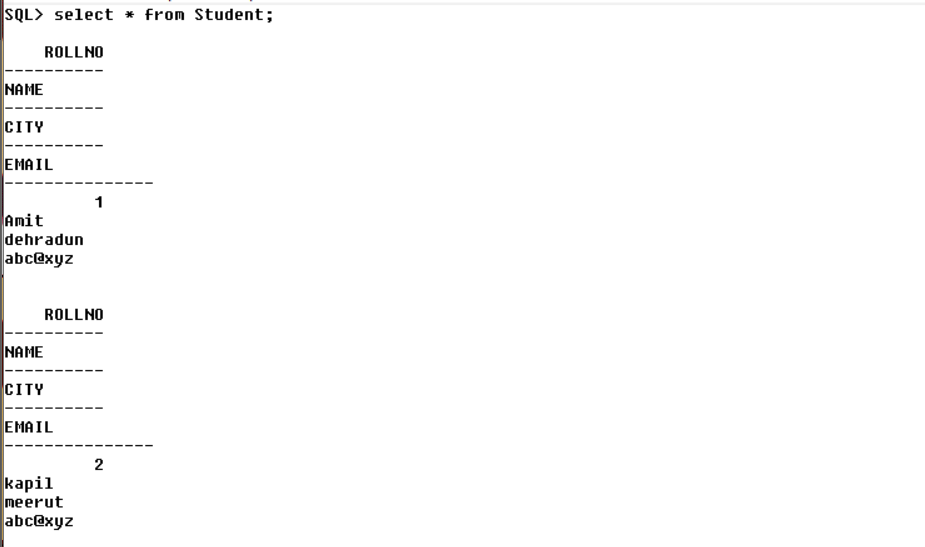 SQL> select * from Student;
ROLLNO
----------
NAME
----------
CITY
----------
EMAIL
---------------
1
Amit
dehradun
abc@xyz
ROLLNO
----------
NAME
----------
CITY
----------
EMAIL
---------------
2
kapil
meerut
abc@xyz